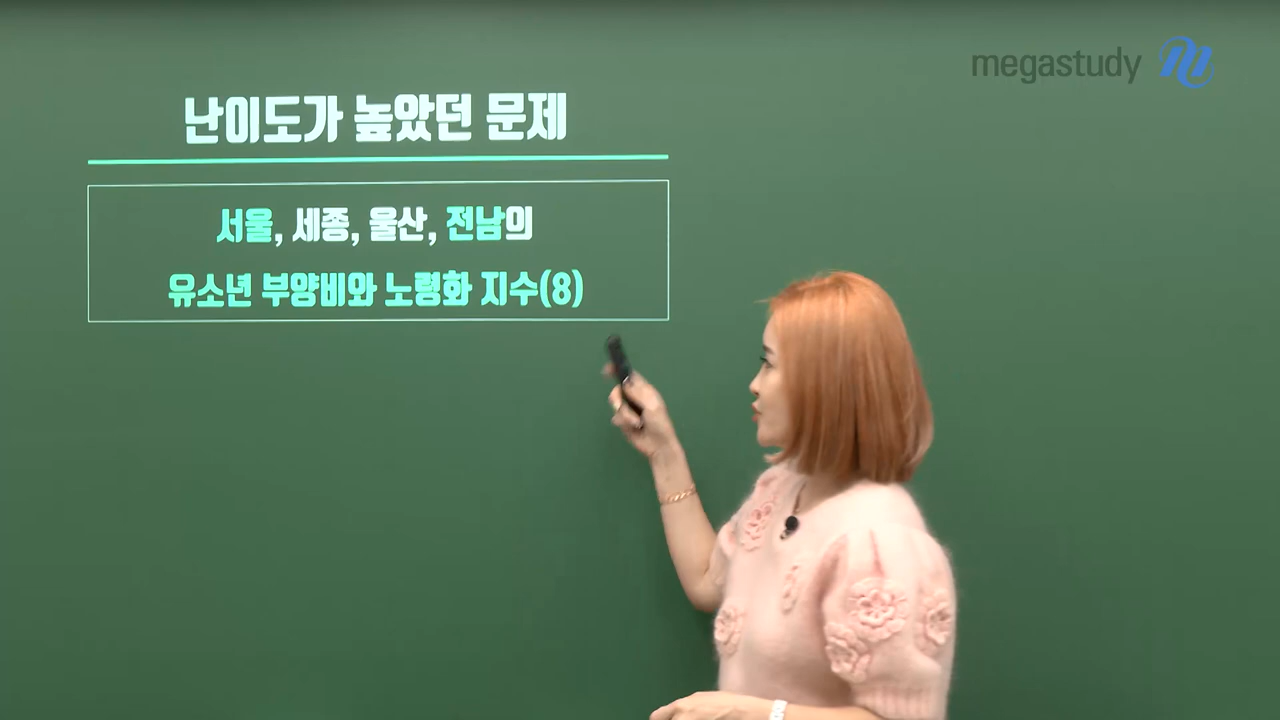 megastudy
난이도가 높았던 문제
서울, 세종, 울산, 전남의
유소년 부양비와 노령화 지수(8)